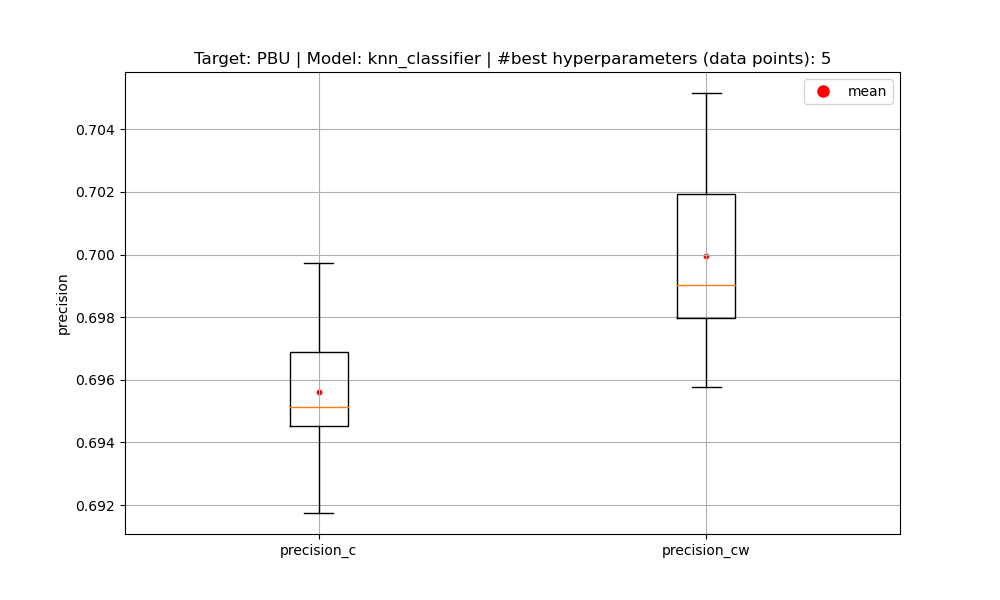 Target: PBU | Model: knn_classifier | #best hyperparameters (data points): 5
mean
0.704
0.702
0.700
0.698
0.696
0.694
0.692
precision
precision_c
precision_cw